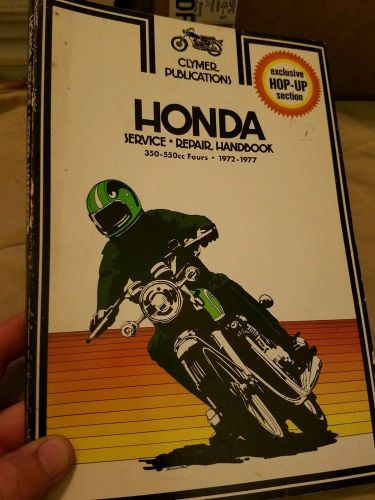 CLYMER
PUBLICATIONS
exclusive
HOP-UP
section
HONDA
SERVICE • REPAIR HANDBOOK
350-550cc Fours • 1972-1977